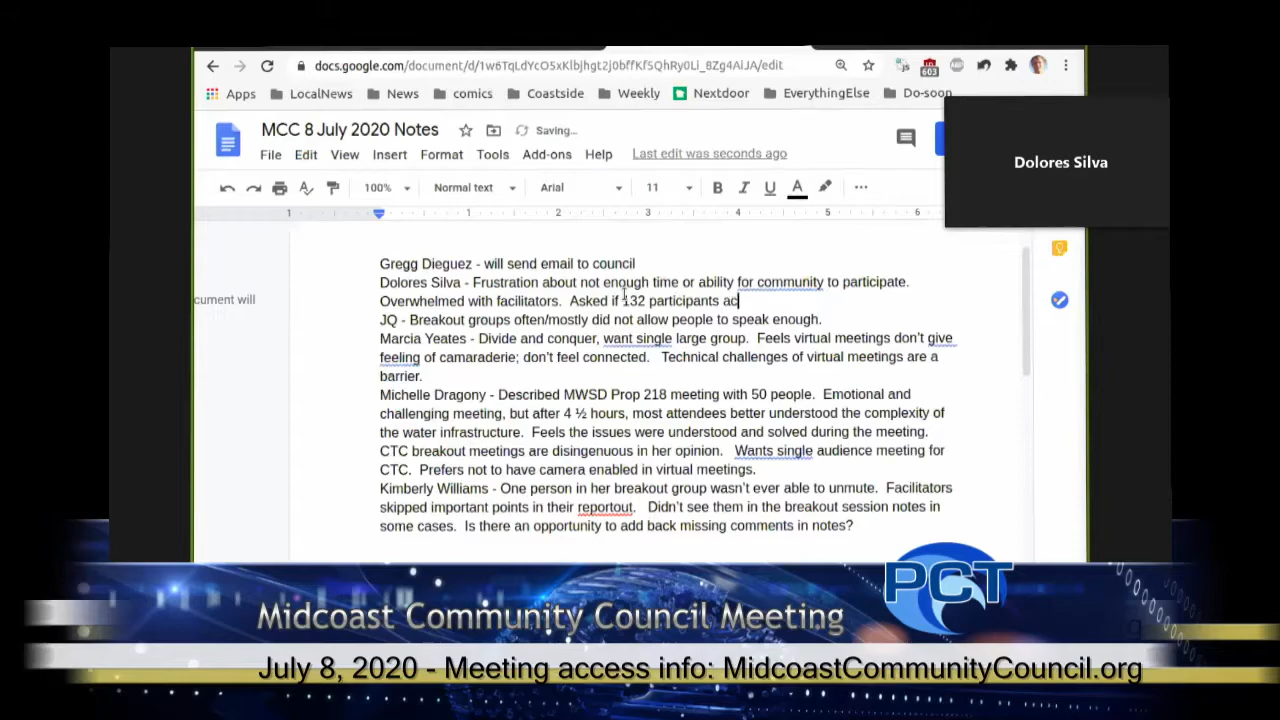 docs.google.com/document/d/1w6TqLdYcO5xKlbjhgt2j0bffKfSQhRy0Li_8Zg4AiJA/edit
603
Apps LocalNews News comics Coastside Weekly Nextdoor EverythingElse Do-soon
MCC 8 July 2020 Notes Saving...
File Edit View Insert Format Tools Add-ons Help Last edit was seconds ago
Dolores Silva
100% Normal text Arial 11 B I U A
1 1 2 3 4 5 6
cument will
Gregg Dieguez - will send email to council
Dolores Silva - Frustration about not enough time or ability for community to participate.
Overwhelmed with facilitators. Asked if 132 participants ac
JQ - Breakout groups often/mostly did not allow people to speak enough.
Marcia Yeates - Divide and conquer, want single large group. Feels virtual meetings don't give
feeling of camaraderie; don't feel connected. Technical challenges of virtual meetings are a
barrier.
Michelle Dragony - Described MWSD Prop 218 meeting with 50 people. Emotional and
challenging meeting, but after 4 ½ hours, most attendees better understood the complexity of
the water infrastructure. Feels the issues were understood and solved during the meeting.
CTC breakout meetings are disingenuous in her opinion. Wants single audience meeting for
CTC. Prefers not to have camera enabled in virtual meetings.
Kimberly Williams - One person in her breakout group wasn't ever able to unmute. Facilitators
skipped important points in their reportout. Didn't see them in the breakout session notes in
some cases. Is there an opportunity to add back missing comments in notes?
PCT
Midcoast Community Council Meeting
July 8, 2020 - Meeting access info: MidcoastCommunityCouncil.org